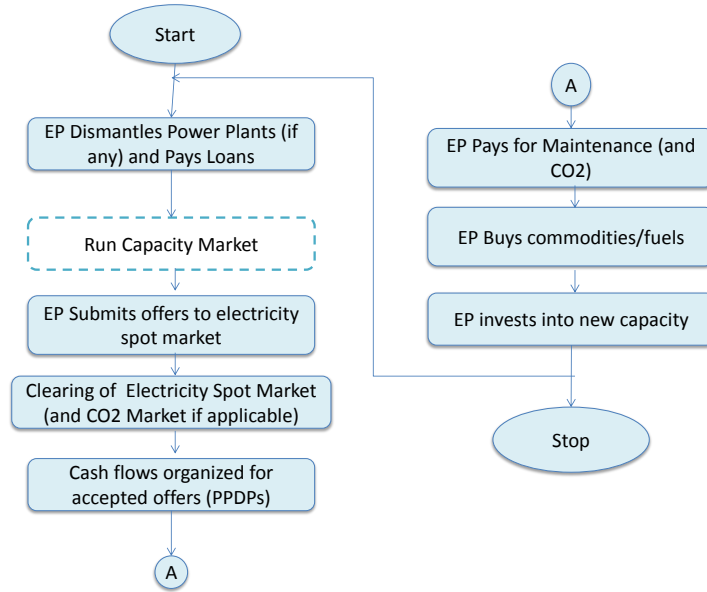 Start
EP Dismantles Power Plants (if
any) and Pays Loans
Run Capacity Market
EP Submits offers to electricity
spot market
Clearing of Electricity Spot Market
(and CO2 Market if applicable)
Cash flows organized for
accepted offers (PPDPs)
A
A
EP Pays for Maintenance (and
CO2)
EP Buys commodities/fuels
EP invests into new capacity
Stop